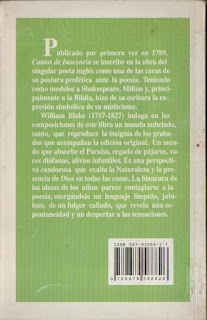 Publicado por primera vez en 1789,
Cantos de Inocencia se inscribe en la obra del
singular poeta inglés como una de las caras de
su postura profética ante la poesía. Teniendo
como modelos a Shakespeare, Milton y, princi-
palmente a la Biblia, hizo de su escritura la ex-
presión simbólica de su misticismo.
William Blake (1757-1827) indaga en las
composiciones de este libro un mundo anhelado,
santo, que reproduce la insignia de los graba-
dos que acompañan la edición original. Un mun-
do que absorbe el Paraíso, regado de pájaros, vo-
ces diáfanas, alivios infantiles. Es una perspecti-
va candorosa que exalta la Naturaleza y la pre-
sencia de Dios en todas las cosas. La blancura de
las almas de los niños parece contagiarse a la
poesía, otorgándole un lenguaje límpido, jubi-
loso, de un fulgor callado, que revela una es-
pontaneidad y un despertar a las sensaciones.